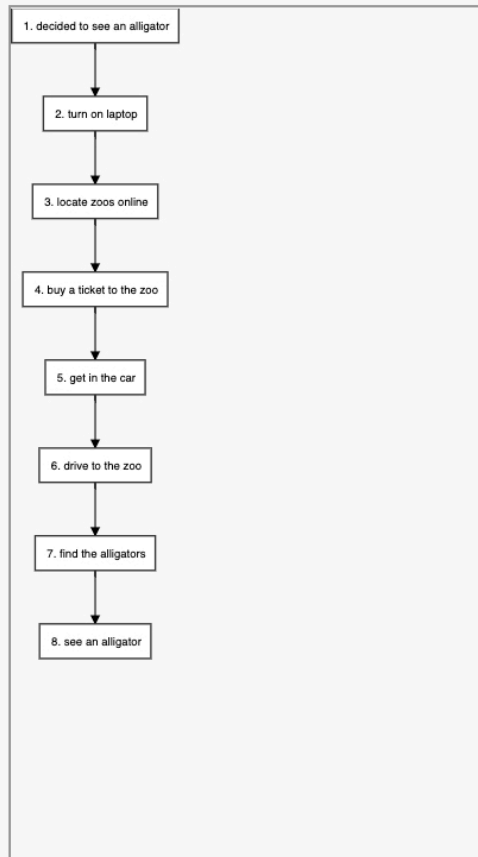 1. decided to see an alligator
2. turn on laptop
3. locate zoos online
4. buy a ticket to the zoo
5. get in the car
6. drive to the zoo
7. find the alligators
8. see an alligator